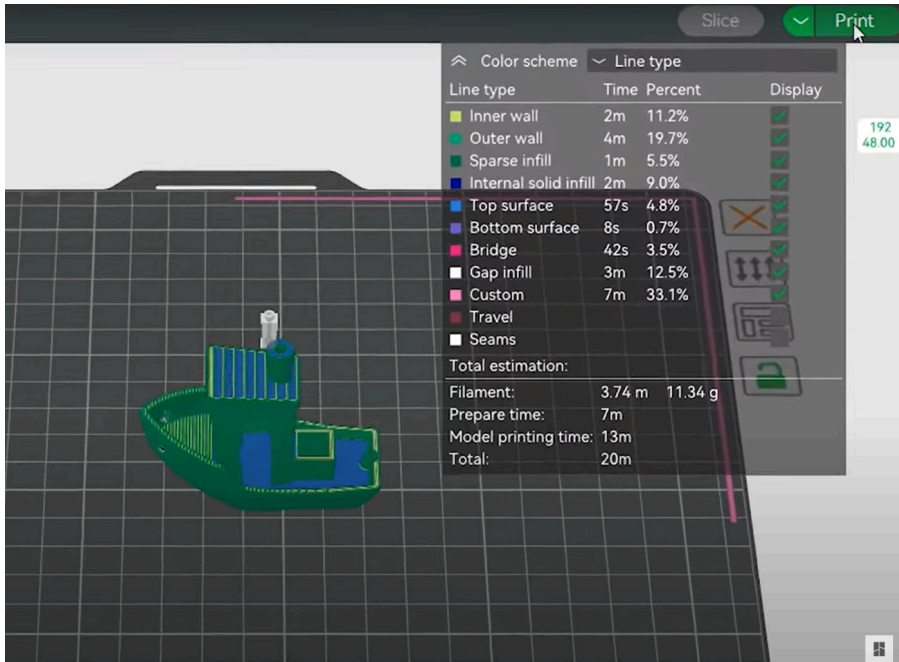 Slice
Print
Color scheme Line type
Line type Time Percent Display
Inner wall 2m 11.2%
Outer wall 4m 19.7%
Sparse infill 1m 5.5%
Internal solid infill 2m 9.0%
Top surface 57s 4.8%
Bottom surface 8s 0.7%
Bridge 42s 3.5%
Gap infill 3m 12.5%
Custom 7m 33.1%
Travel
Seams
Total estimation:
Filament: 3.74 m 11.34 g
Prepare time: 7m
Model printing time: 13m
Total: 20m
192
48.00